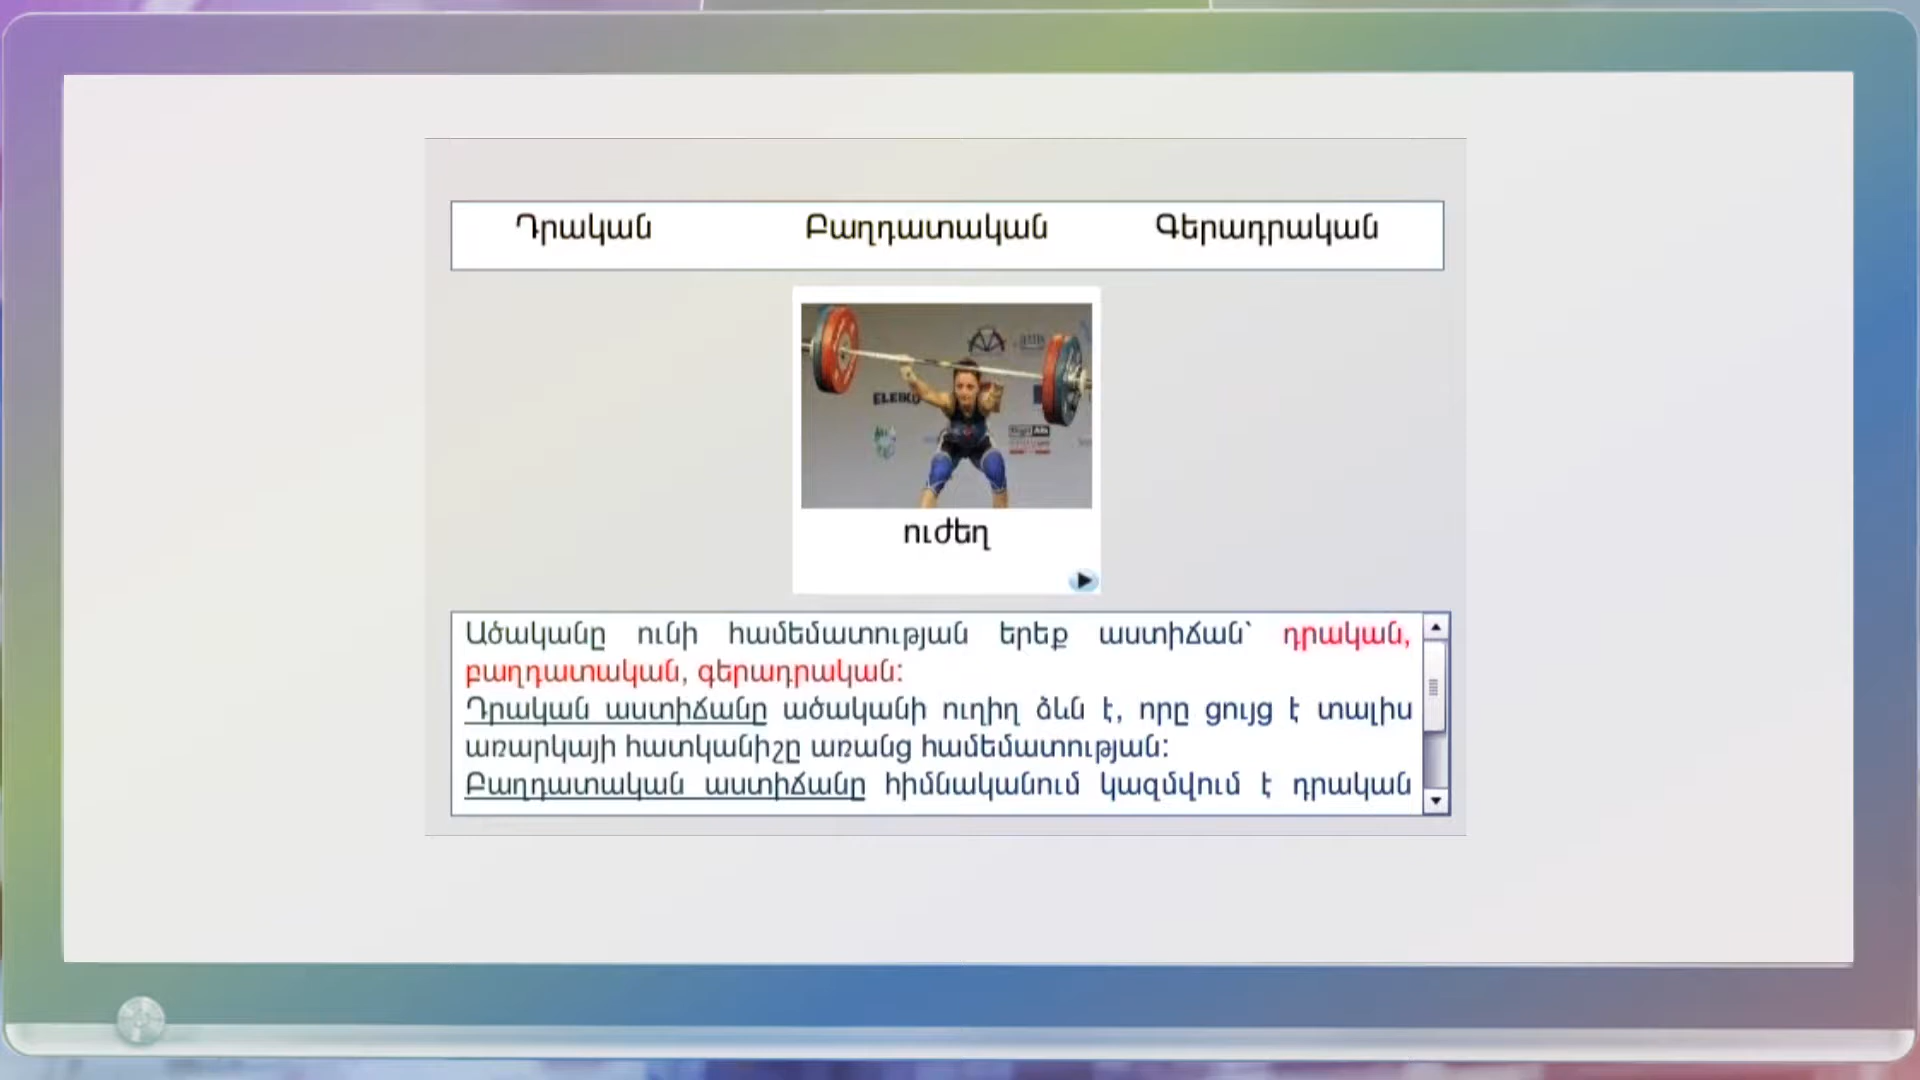 Դրական Բաղդատական Գերադրական
ELEIKO
ուժեղ
Ածականը ունի համեմատության երեք աստիճան՝ դրական,
բաղդատական, գերադրական:
Դրական աստիճանը ածականի ուղիղ ձևն է, որը ցույց է տալիս
առարկայի հատկանիշը առանց համեմատության:
Բաղդատական աստիճանը հիմնականում կազմվում է դրական